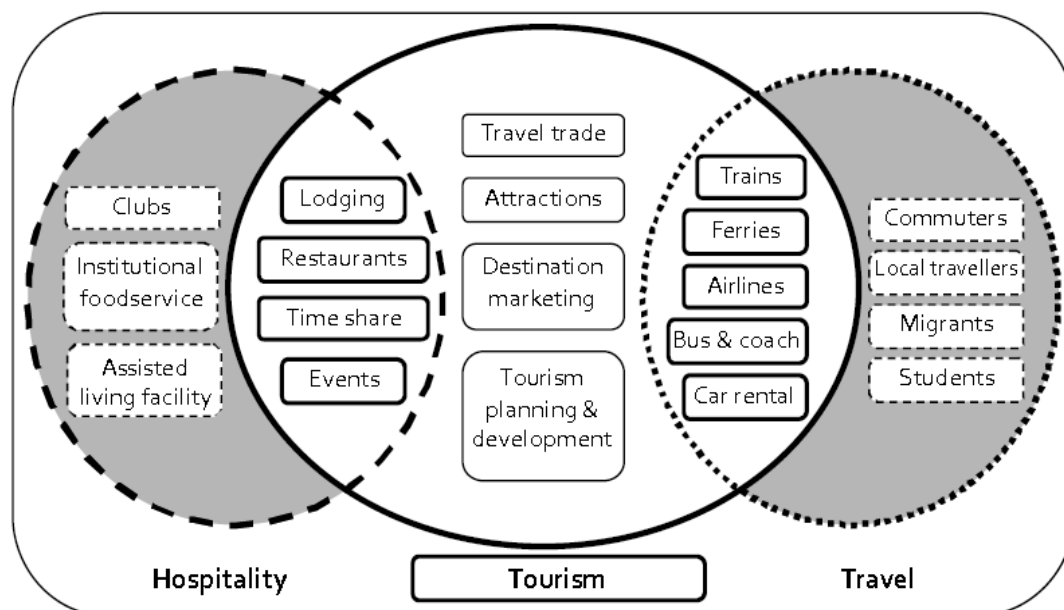 Travel trade
Attractions
Destination
marketing
Tourism
planning &
development
Clubs
Institutional
foodservice
Assisted
living facility
Lodging
Restaurants
Time share
Events
Trains
Ferries
Airlines
Bus & coach
Car rental
Commuters
Local travellers
Migrants
Students
Hospitality
Tourism
Travel